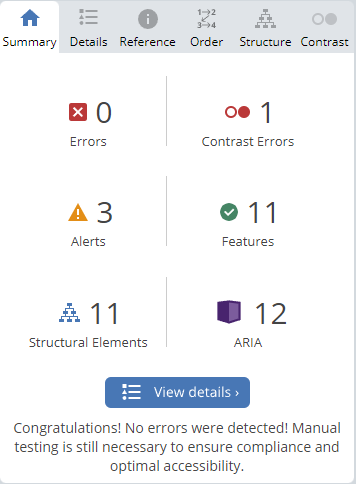 Summary Details Reference Order Structure Contrast
0 1
Errors Contrast Errors
3 11
Alerts Features
11 12
Structural Elements ARIA
View details ›
Congratulations! No errors were detected! Manual
testing is still necessary to ensure compliance and
optimal accessibility.